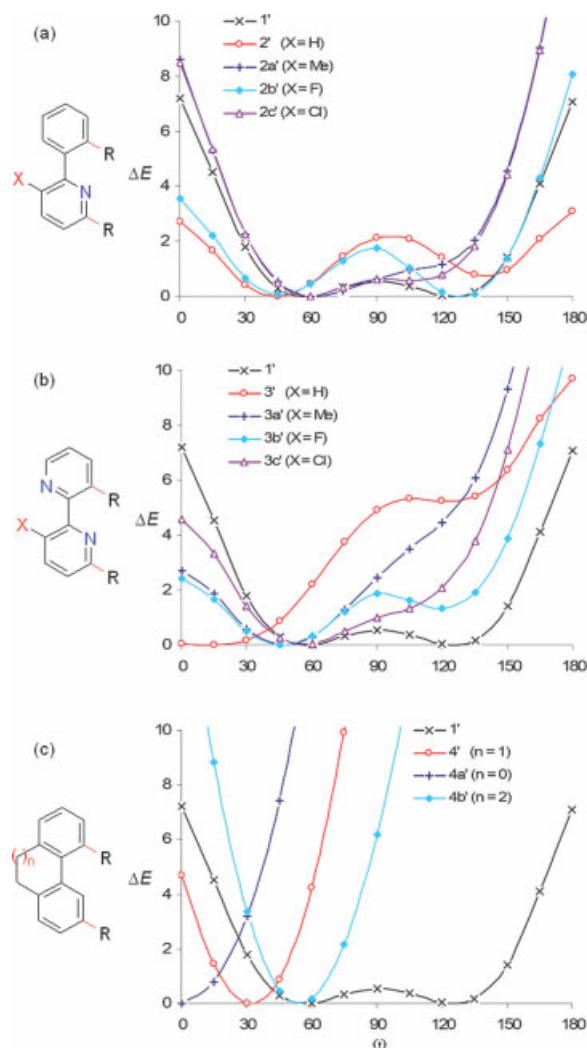 (a)
1'
2' (X = H)
2a' (X = Me)
2b' (X = F)
2c' (X = Cl)
10
8
6
ΔE
4
2
0
0 30 60 90 120 150 180
R
X
N
R
(b)
1'
3' (X = H)
3a' (X = Me)
3b' (X = F)
3c' (X = Cl)
10
8
6
ΔE
4
2
0
0 30 60 90 120 150 180
N
R
X
N
R
(c)
1'
4' (n = 1)
4a' (n = 0)
4b' (n = 2)
10
8
6
ΔE
4
2
0
0 30 60 90 120 150 180
ω
( )n
R
R